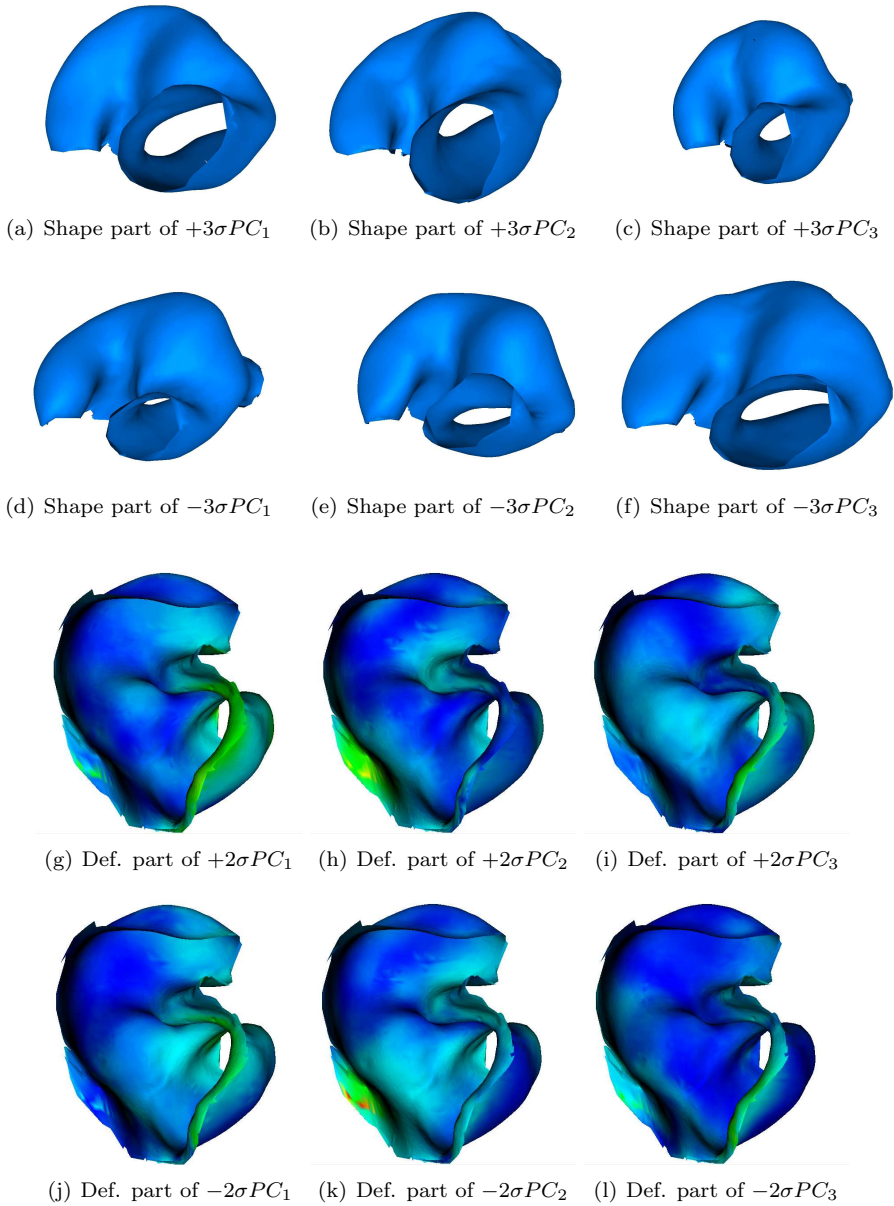 (a) Shape part of +3σPC₁ (b) Shape part of +3σPC₂ (c) Shape part of +3σPC₃
(d) Shape part of −3σPC₁ (e) Shape part of −3σPC₂ (f) Shape part of −3σPC₃
(g) Def. part of +2σPC₁ (h) Def. part of +2σPC₂ (i) Def. part of +2σPC₃
(j) Def. part of −2σPC₁ (k) Def. part of −2σPC₂ (l) Def. part of −2σPC₃